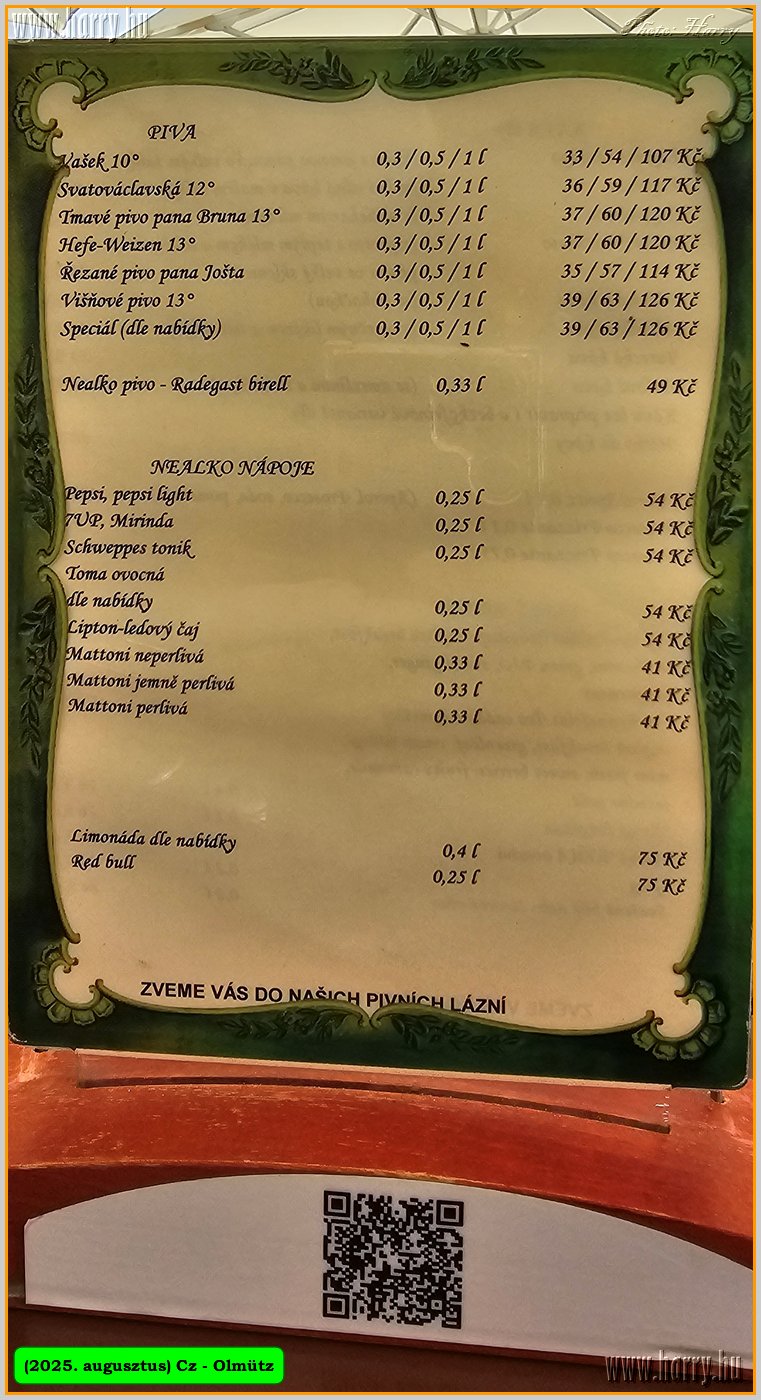 www.harry.hu
Photo: Harry
PIVA
Vašek 10° 0,3 / 0,5 / 1 l 33 / 54 / 107 Kč
Svatováclavská 12° 0,3 / 0,5 / 1 l 36 / 59 / 117 Kč
Tmavé pivo pana Bruna 13° 0,3 / 0,5 / 1 l 37 / 60 / 120 Kč
Hefe-Weizen 13° 0,3 / 0,5 / 1 l 37 / 60 / 120 Kč
Řezané pivo pana Jošta 0,3 / 0,5 / 1 l 35 / 57 / 114 Kč
Višňové pivo 13° 0,3 / 0,5 / 1 l 39 / 63 / 126 Kč
Speciál (dle nabídky) 0,3 / 0,5 / 1 l 39 / 63 / 126 Kč
Nealko pivo - Radegast birell 0,33 l 49 Kč
NEALKO NÁPOJE
Pepsi, pepsi light 0,25 l 54 Kč
7UP, Mirinda 0,25 l 54 Kč
Schweppes tonik 0,25 l 54 Kč
Toma ovocná
dle nabídky 0,25 l 54 Kč
Lipton-ledový čaj 0,25 l 54 Kč
Mattoni neperlivá 0,33 l 41 Kč
Mattoni jemně perlivá 0,33 l 41 Kč
Mattoni perlivá 0,33 l 41 Kč
Limonáda dle nabídky 0,4 l 75 Kč
Red bull 0,25 l 75 Kč
ZVEME VÁS DO NAŠICH PIVNÍCH LÁZNÍ
(2025. augusztus) Cz - Olmütz
www.harry.hu